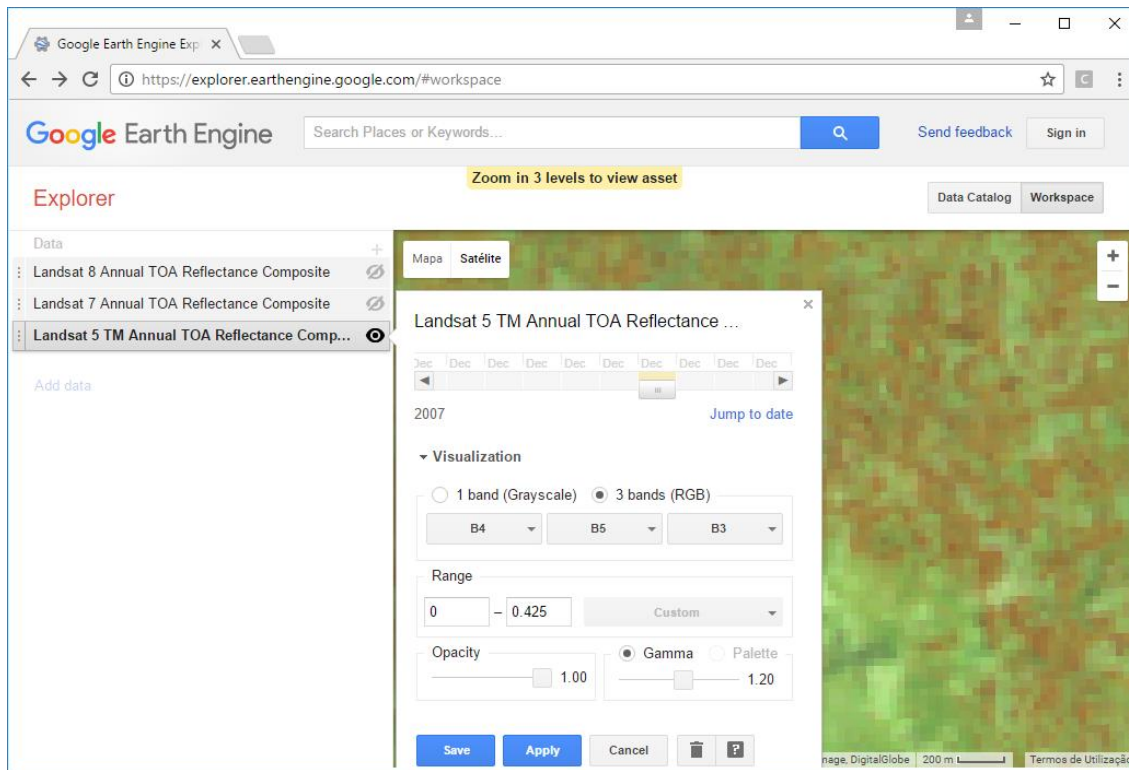 Google Earth Engine Exp
https://explorer.earthengine.google.com/#workspace
Google Earth Engine
Search Places or Keywords...
Send feedback
Sign in
Zoom in 3 levels to view asset
Explorer
Data Catalog
Workspace
Data
Landsat 8 Annual TOA Reflectance Composite
Landsat 7 Annual TOA Reflectance Composite
Landsat 5 TM Annual TOA Reflectance Comp...
Add data
Mapa
Satélite
Landsat 5 TM Annual TOA Reflectance ...
Dec Dec Dec Dec Dec Dec Dec Dec Dec
2007
Jump to date
Visualization
1 band (Grayscale)
3 bands (RGB)
B4
B5
B3
Range
0 – 0.425
Custom
Opacity
1.00
Gamma
Palette
1.20
Save
Apply
Cancel
?
DigitalGlobe
200 m
Termos de